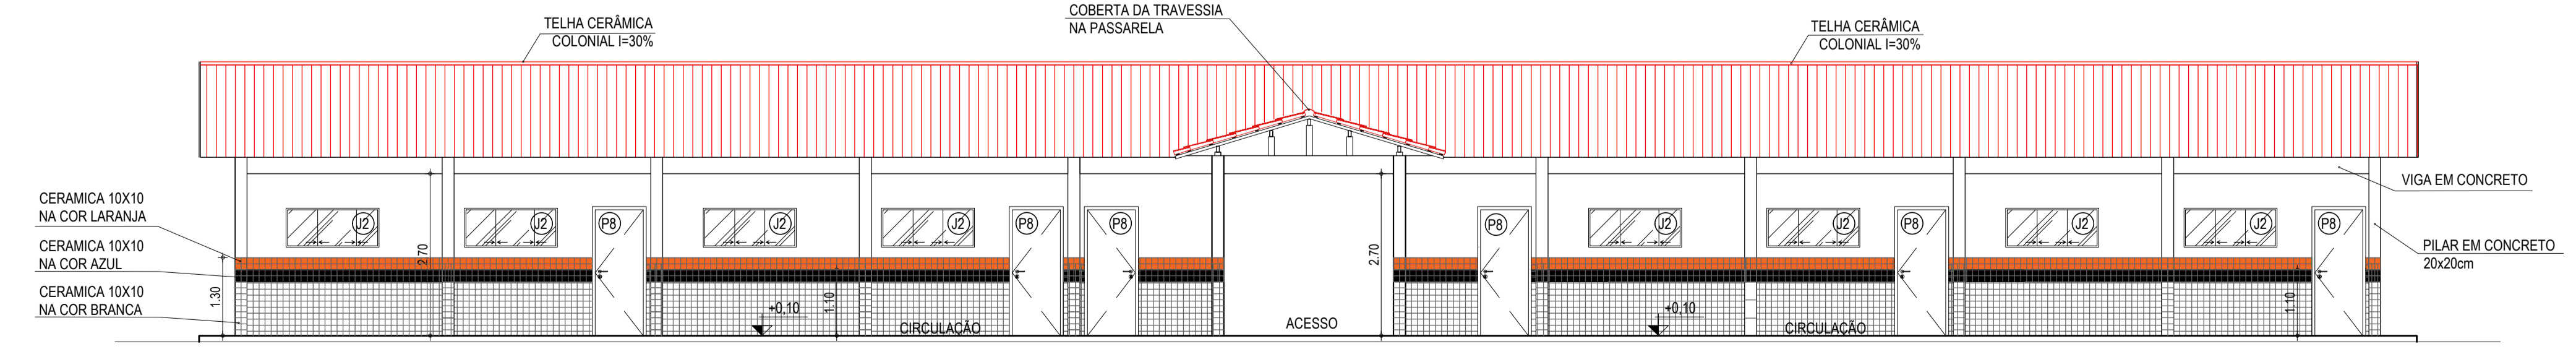 TELHA CERÂMICA
COLONIAL I=30%
COBERTA DA TRAVESSIA
NA PASSARELA
TELHA CERÂMICA
COLONIAL I=30%
CERAMICA 10X10
NA COR LARANJA
CERAMICA 10X10
NA COR AZUL
CERAMICA 10X10
NA COR BRANCA
1.30
J2
2.70
J2
P8
J2
+0,10
1.10
J2
CIRCULAÇÃO
P8
P8
ACESSO
2.70
P8
J2
+0,10
J2
CIRCULAÇÃO
P8
J2
J2
1.10
P8
VIGA EM CONCRETO
PILAR EM CONCRETO
20x20cm